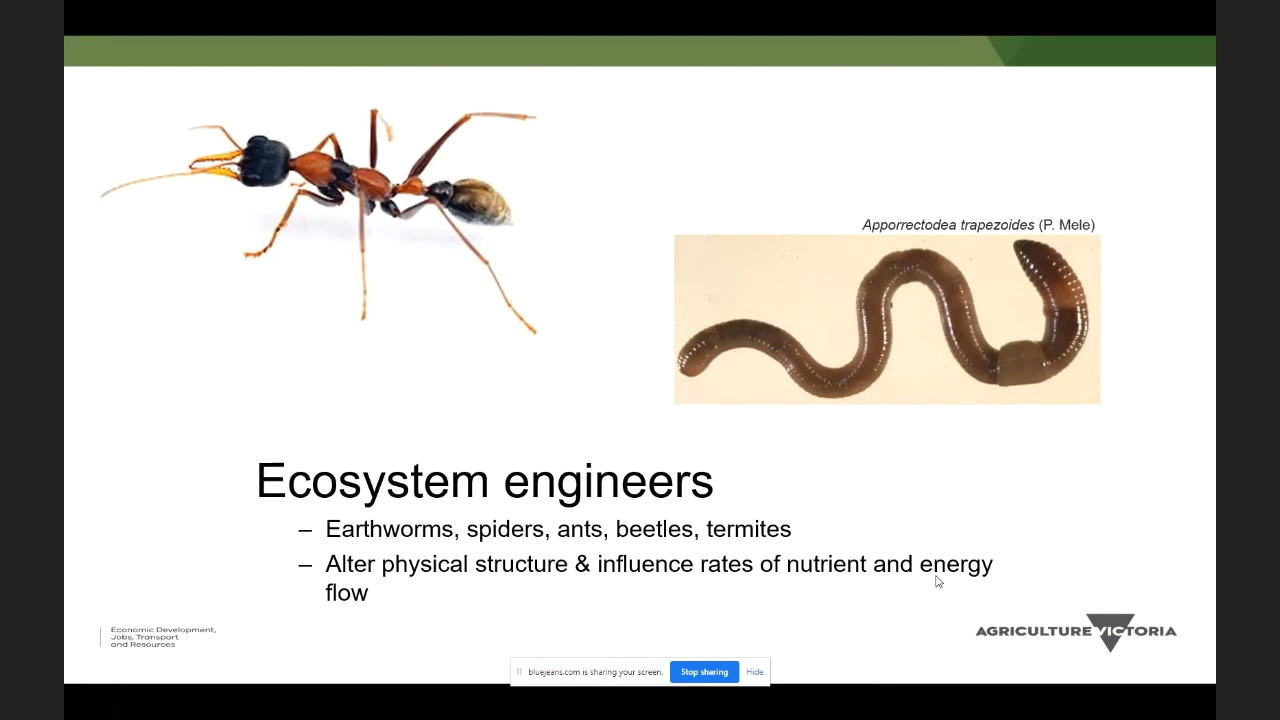 Apporrectodea trapezoides (P. Mele)
Ecosystem engineers
– Earthworms, spiders, ants, beetles, termites
– Alter physical structure & influence rates of nutrient and energy
flow
Economic Development,
Jobs, Transport
and Resources
AGRICULTURE VICTORIA
bluejeans.com is sharing your screen.
Stop sharing
Hide